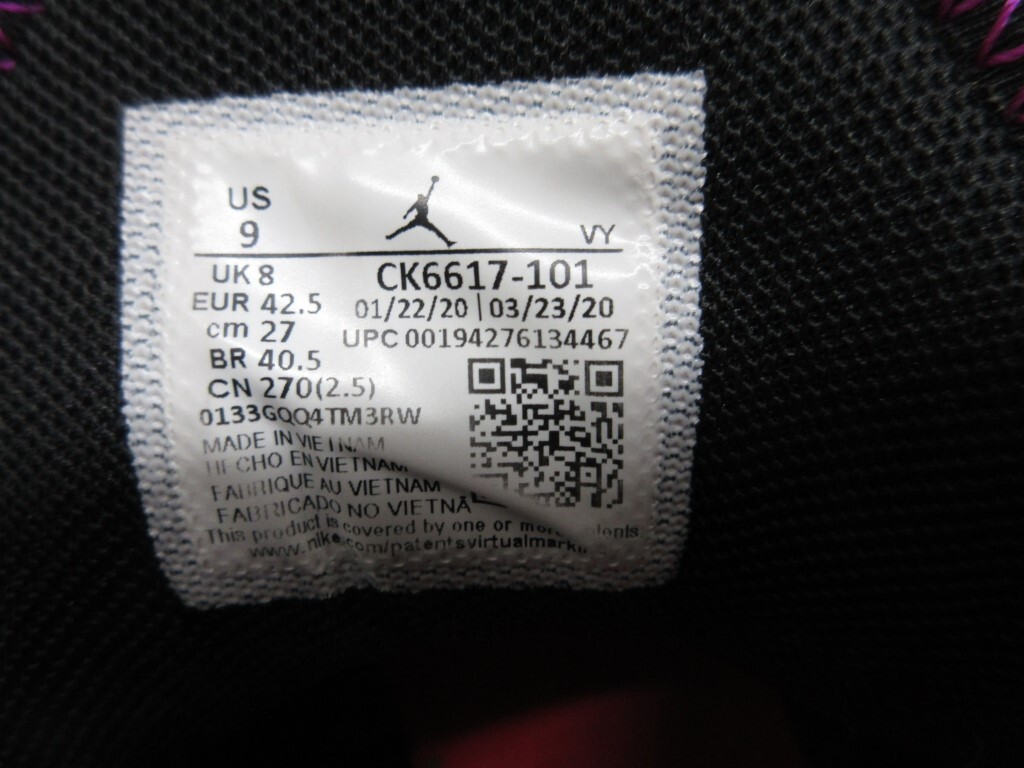 US
9
VY
UK 8
EUR 42.5
cm 27
BR 40.5
CN 270(2.5)
CK6617-101
01/22/20 | 03/23/20
UPC 00194276134467
0133GQQ4TM3RW
MADE IN VIETNAM
HECHO EN VIETNAM
FABRIQUE AU VIETNAM
FABRICADO NO VIETNÃ
This product is covered by one or more
www.nike.com/patentsvirtualmarki